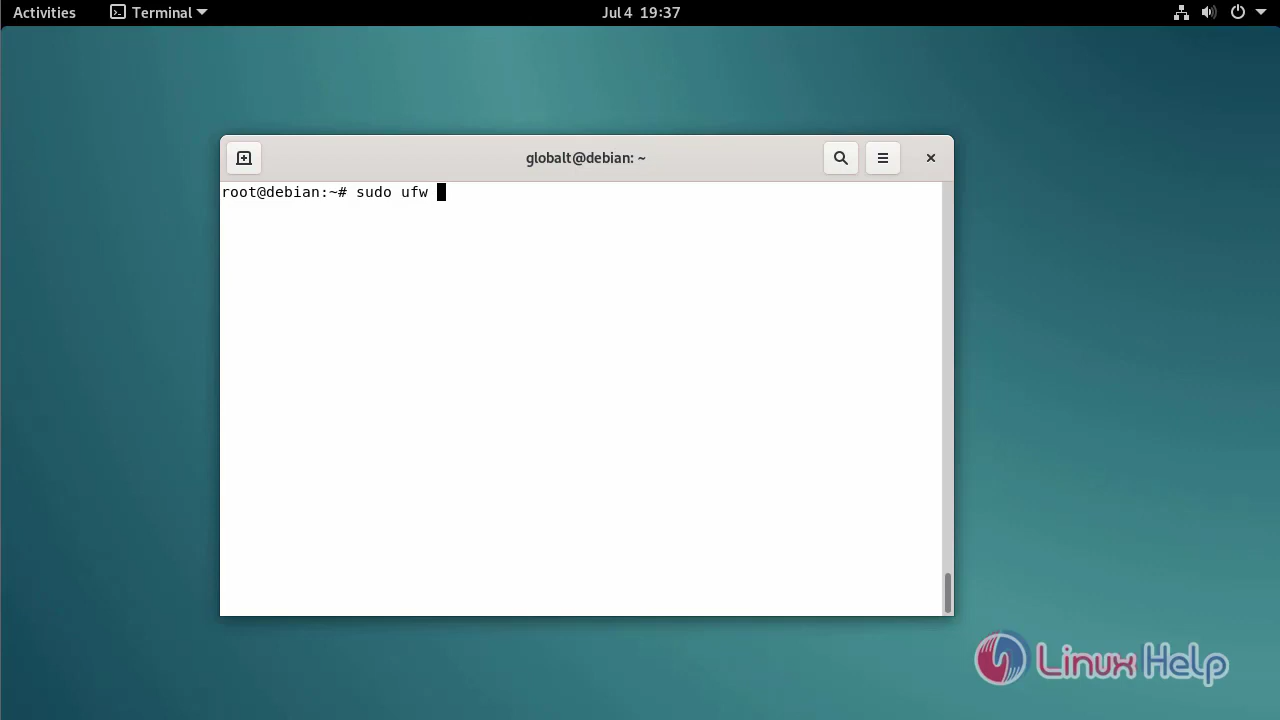 Activities
Terminal
Jul 4 19:37
globalt@debian: ~
root@debian:~# sudo ufw
Linux Help